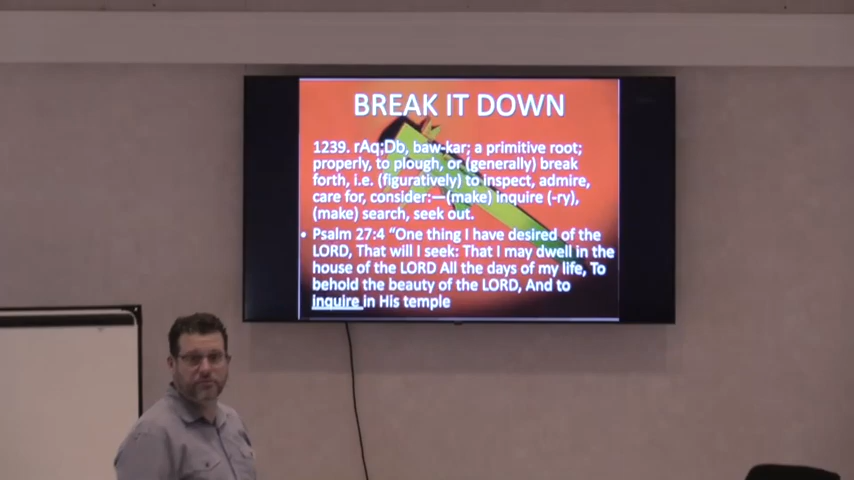 BREAK IT DOWN
1239. rAq;Db, baw-kar; a primitive root;
properly, to plough, or (generally) break
forth, i.e. (figuratively) to inspect, admire,
care for, consider:—(make) inquire (-ry),
(make) search, seek out.
• Psalm 27:4 “One thing I have desired of the
LORD, That will I seek: That I may dwell in the
house of the LORD All the days of my life, To
behold the beauty of the LORD, And to
inquire in His temple